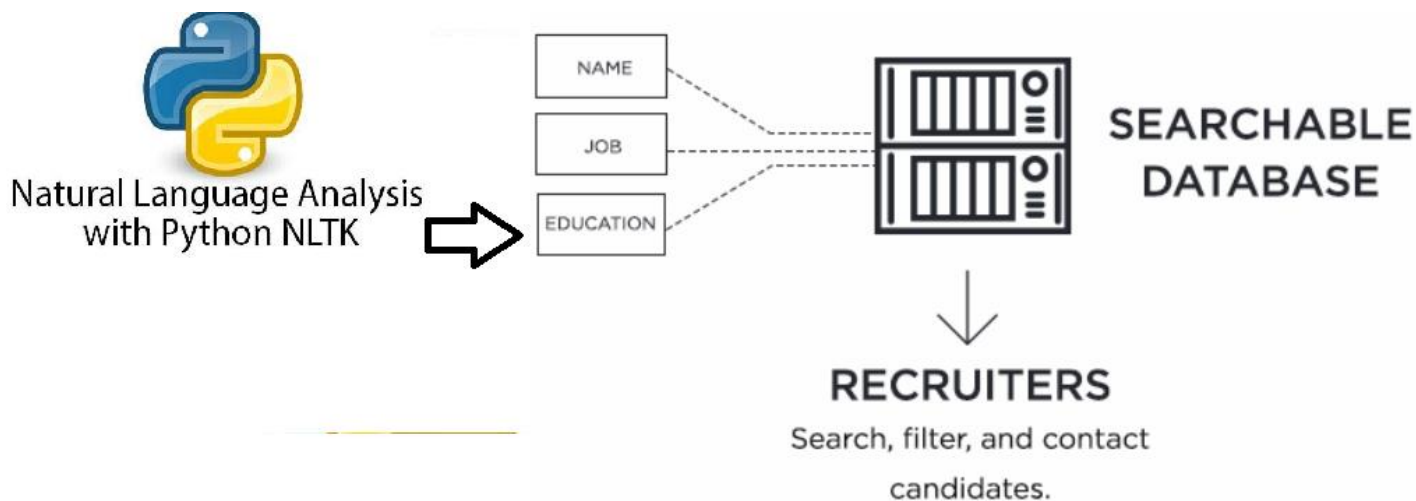 Natural Language Analysis
with Python NLTK
NAME
JOB
EDUCATION
SEARCHABLE
DATABASE
RECRUITERS
Search, filter, and contact
candidates.